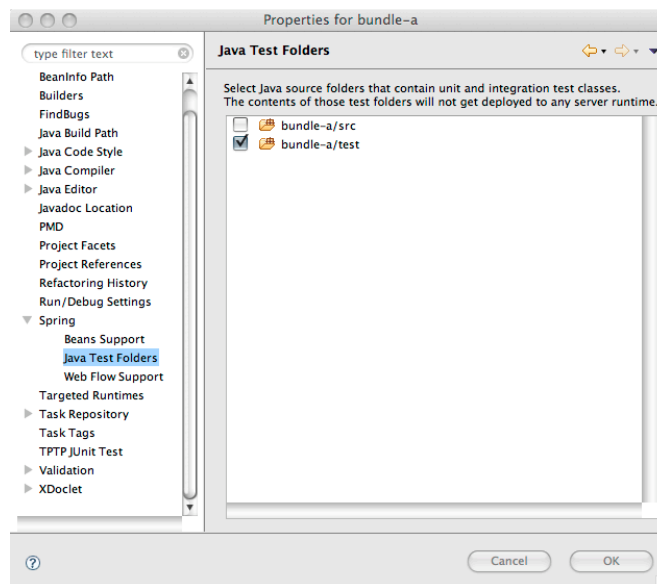 Properties for bundle-a
type filter text
Java Test Folders
BeanInfo Path
Builders
FindBugs
Java Build Path
Java Code Style
Java Compiler
Java Editor
Javadoc Location
PMD
Project Facets
Project References
Refactoring History
Run/Debug Settings
Spring
Beans Support
Java Test Folders
Web Flow Support
Targeted Runtimes
Task Repository
Task Tags
TPTP JUnit Test
Validation
XDoclet
Select Java source folders that contain unit and integration test classes.
The contents of those test folders will not get deployed to any server runtime.
bundle-a/src
bundle-a/test
?
Cancel
OK